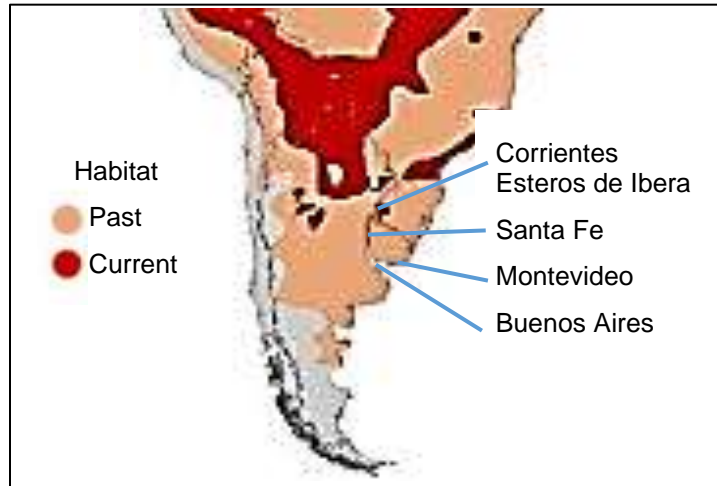 Habitat
Past
Current
Corrientes
Esteros de Ibera
Santa Fe
Montevideo
Buenos Aires